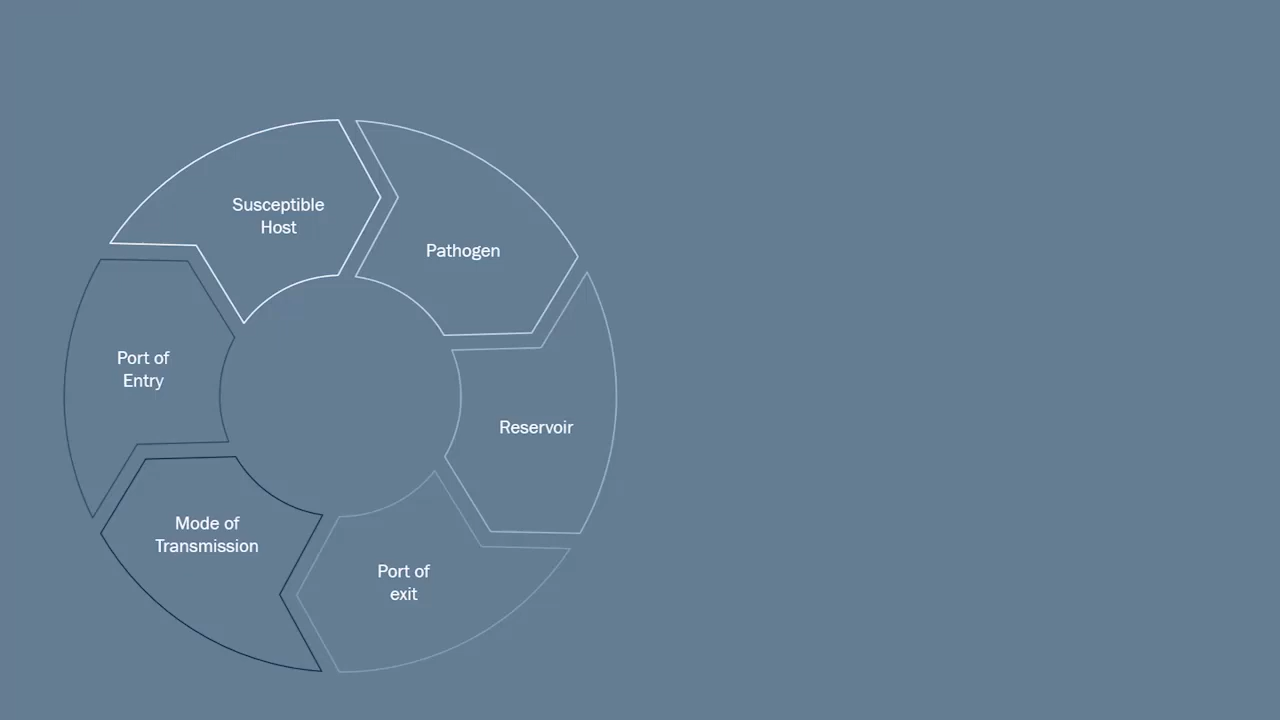 Susceptible
Host
Pathogen
Port of
Entry
Reservoir
Mode of
Transmission
Port of
exit